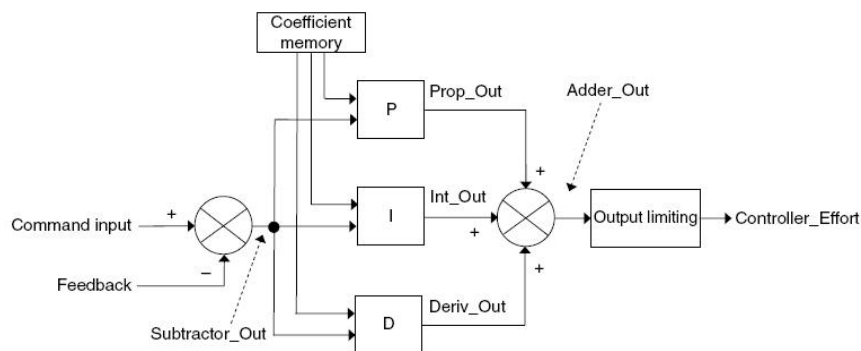 Coefficient
memory
Prop_Out
Adder_Out
P
+
Int_Out
Command input
+
I
+
Output limiting
Controller_Effort
−
+
Feedback
Deriv_Out
D
Subtractor_Out